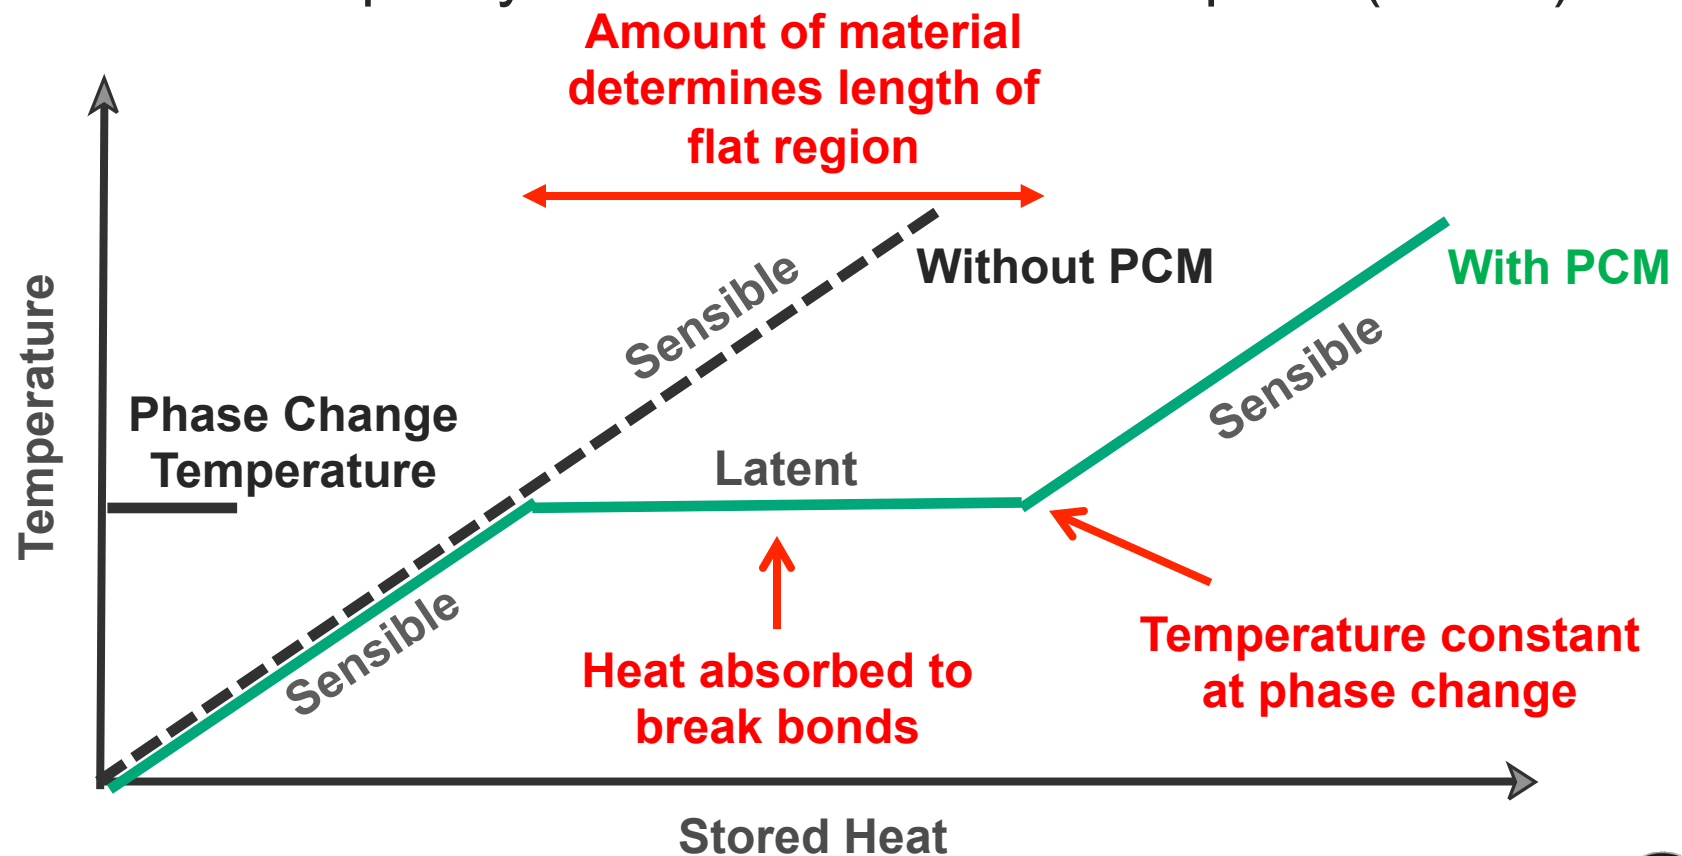 Amount of material
determines length of
flat region
Sensible
Without PCM
With PCM
Sensible
Temperature
Phase Change
Temperature
Latent
Sensible
Heat absorbed to
break bonds
Temperature constant
at phase change
Stored Heat